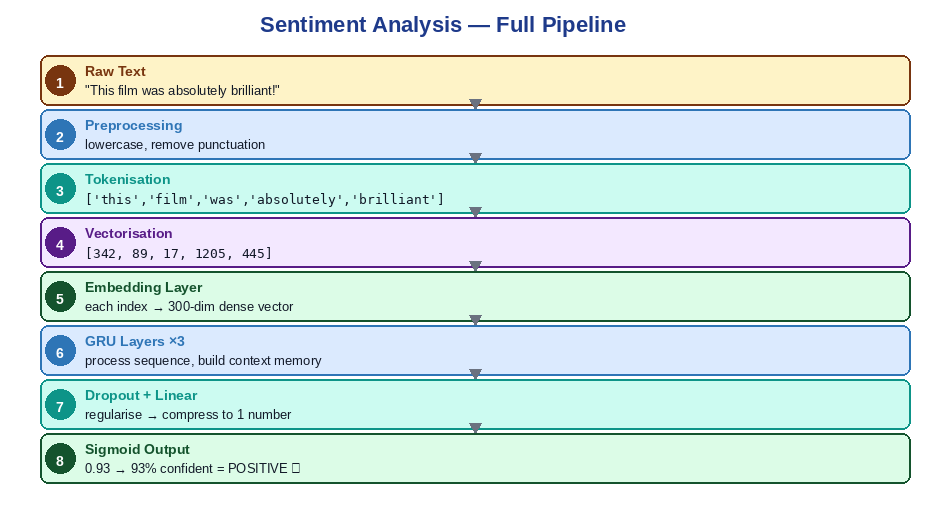 Sentiment Analysis — Full Pipeline
1
Raw Text
"This film was absolutely brilliant!"
2
Preprocessing
lowercase, remove punctuation
3
Tokenisation
['this','film','was','absolutely','brilliant']
4
Vectorisation
[342, 89, 17, 1205, 445]
5
Embedding Layer
each index → 300-dim dense vector
6
GRU Layers ×3
process sequence, build context memory
7
Dropout + Linear
regularise → compress to 1 number
8
Sigmoid Output
0.93 → 93% confident = POSITIVE